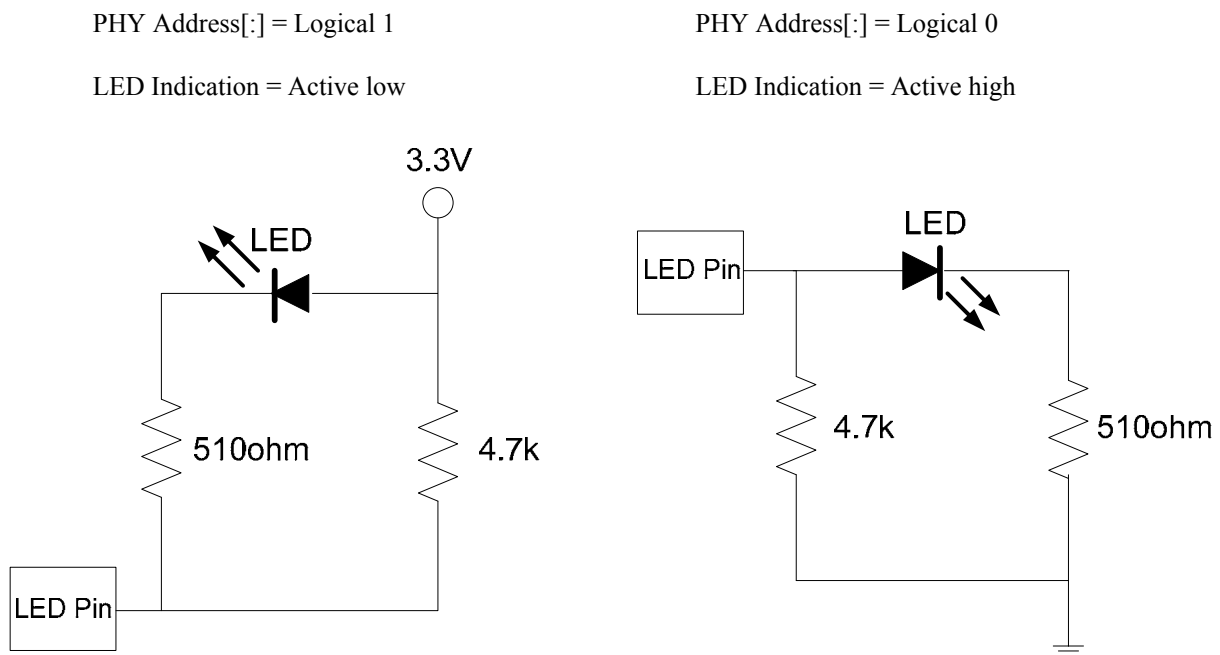 PHY Address[:] = Logical 1
LED Indication = Active low
3.3V
LED
510ohm
4.7k
LED Pin
PHY Address[:] = Logical 0
LED Indication = Active high
LED
LED Pin
4.7k
510ohm